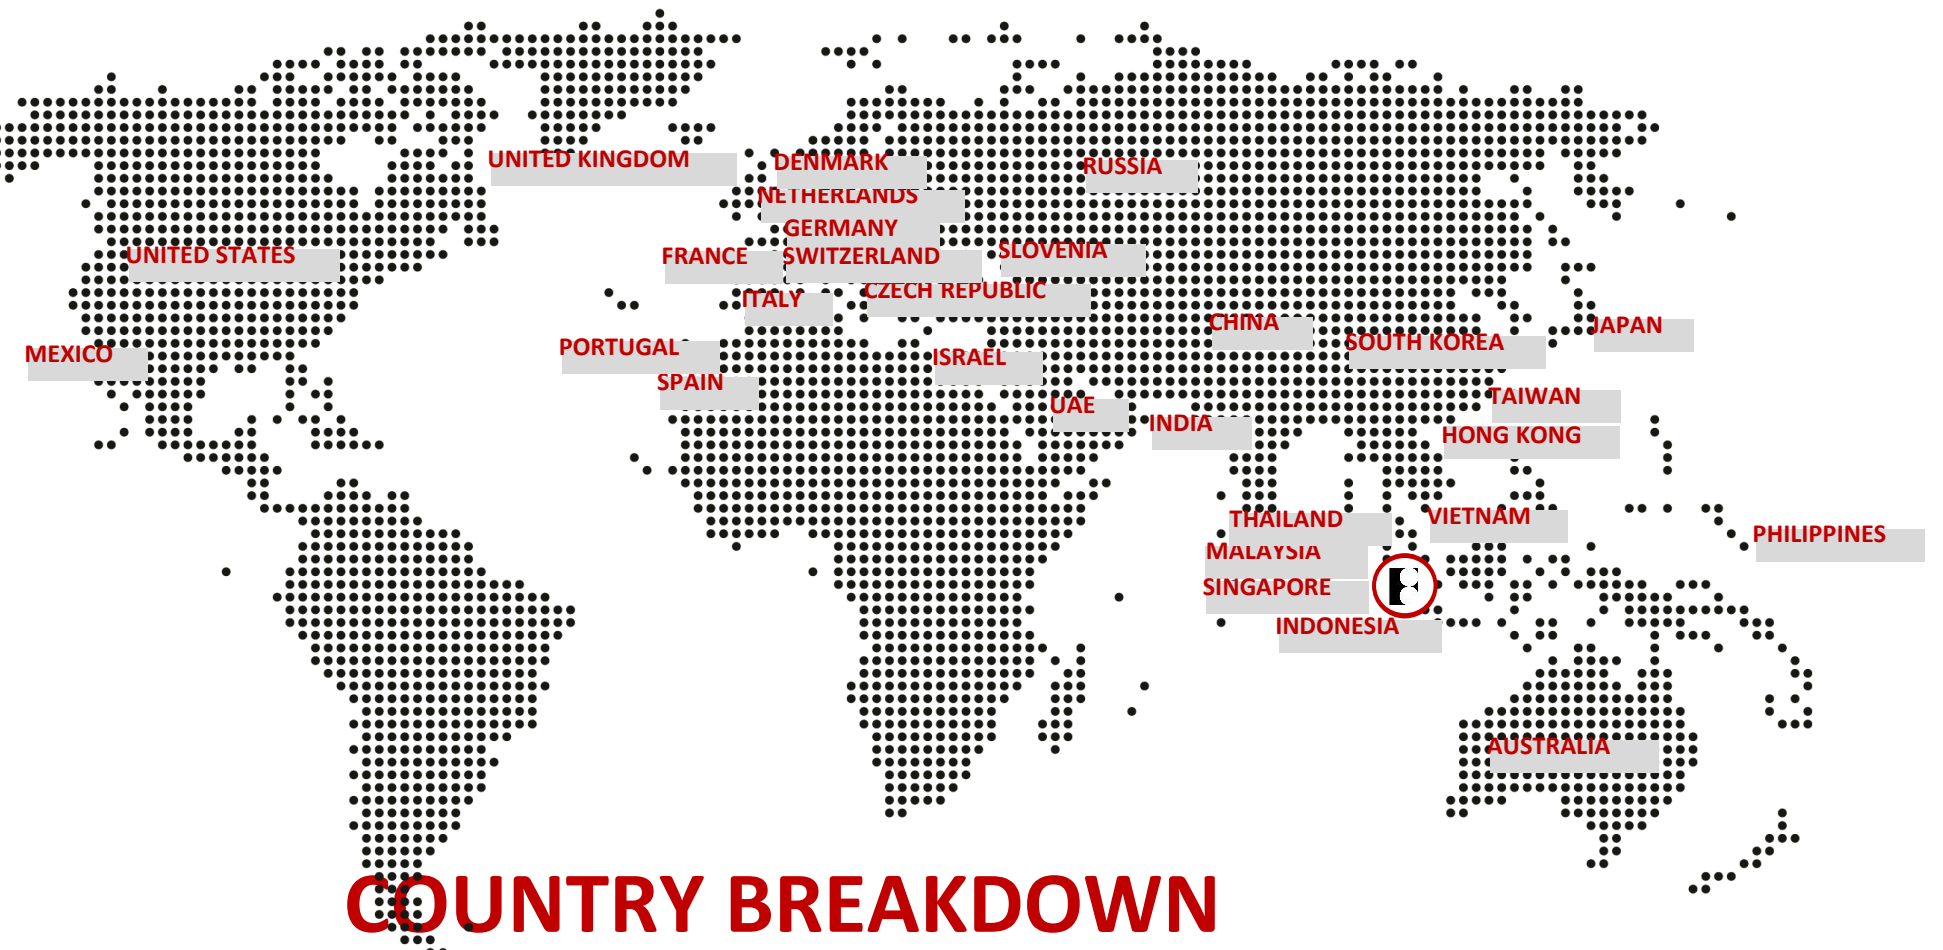 UNITED KINGDOM
DENMARK
RUSSIA
NETHERLANDS
GERMANY
UNITED STATES
FRANCE
SWITZERLAND
SLOVENIA
CZECH REPUBLIC
ITALY
CHINA
JAPAN
SOUTH KOREA
MEXICO
PORTUGAL
ISRAEL
SPAIN
TAIWAN
UAE
INDIA
HONG KONG
THAILAND
VIETNAM
PHILIPPINES
MALAYSIA
SINGAPORE
INDONESIA
AUSTRALIA
COUNTRY BREAKDOWN